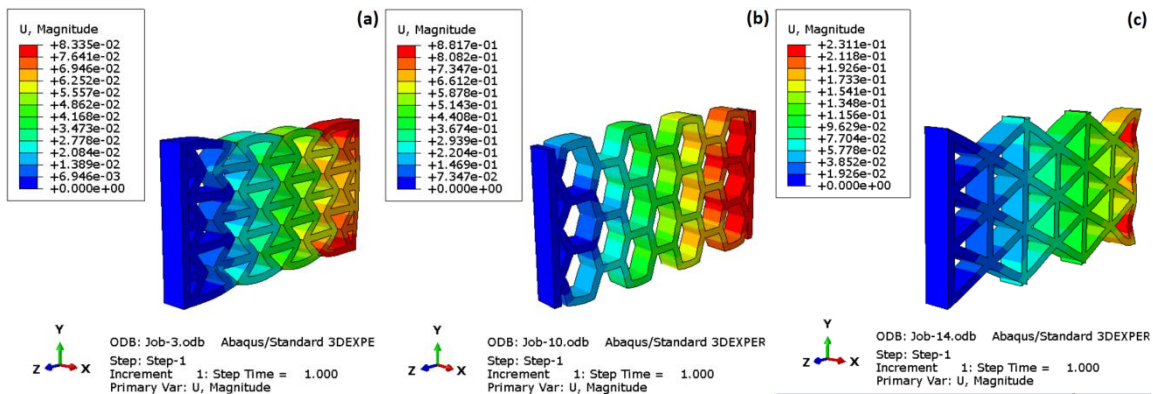 (a)
U, Magnitude
+8.335e-02
+7.641e-02
+6.946e-02
+6.252e-02
+5.557e-02
+4.862e-02
+4.168e-02
+3.473e-02
+2.778e-02
+2.084e-02
+1.389e-02
+6.946e-03
+0.000e+00
Y
Z X
ODB: Job-3.odb Abaqus/Standard 3DEXPE
Step: Step-1
Increment 1: Step Time = 1.000
Primary Var: U, Magnitude
(b)
U, Magnitude
+8.817e-01
+8.082e-01
+7.347e-01
+6.612e-01
+5.878e-01
+5.143e-01
+4.408e-01
+3.674e-01
+2.939e-01
+2.204e-01
+1.469e-01
+7.347e-02
+0.000e+00
Y
Z X
ODB: Job-10.odb Abaqus/Standard 3DEXPER
Step: Step-1
Increment 1: Step Time = 1.000
Primary Var: U, Magnitude
(c)
U, Magnitude
+2.311e-01
+2.118e-01
+1.926e-01
+1.733e-01
+1.541e-01
+1.348e-01
+1.156e-01
+9.629e-02
+7.704e-02
+5.778e-02
+3.852e-02
+1.926e-02
+0.000e+00
Y
Z X
ODB: Job-14.odb Abaqus/Standard 3DEXPER
Step: Step-1
Increment 1: Step Time = 1.000
Primary Var: U, Magnitude